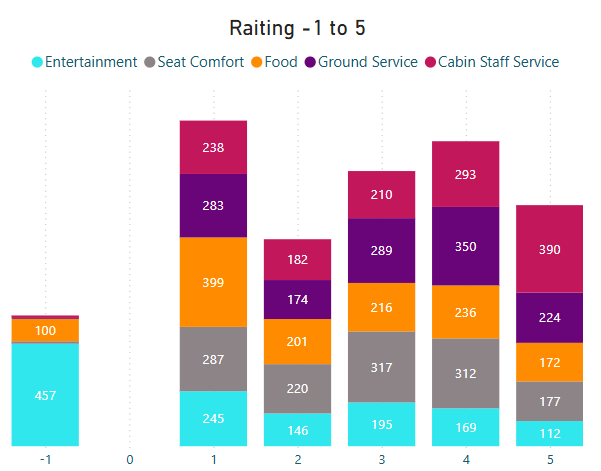 Raiting -1 to 5
Entertainment Seat Comfort Food Ground Service Cabin Staff Service
238 293
210 390
283 182 350
289
174 224
399
100 216 236
201 172
287 317 312
457 220 177
245 195 169
146 112
-1 0 1 2 3 4 5